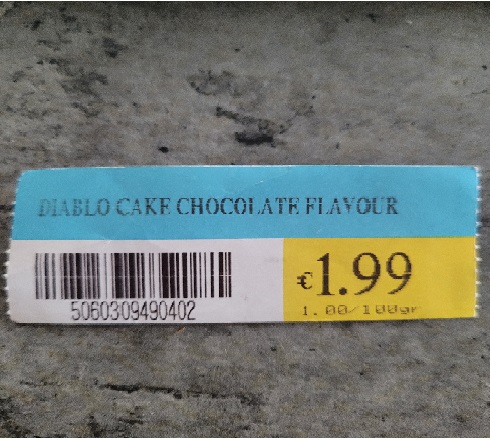 DIABLO CAKE CHOCOLATE FLAVOUR
€1.99
5060309490402
1.00/100gr